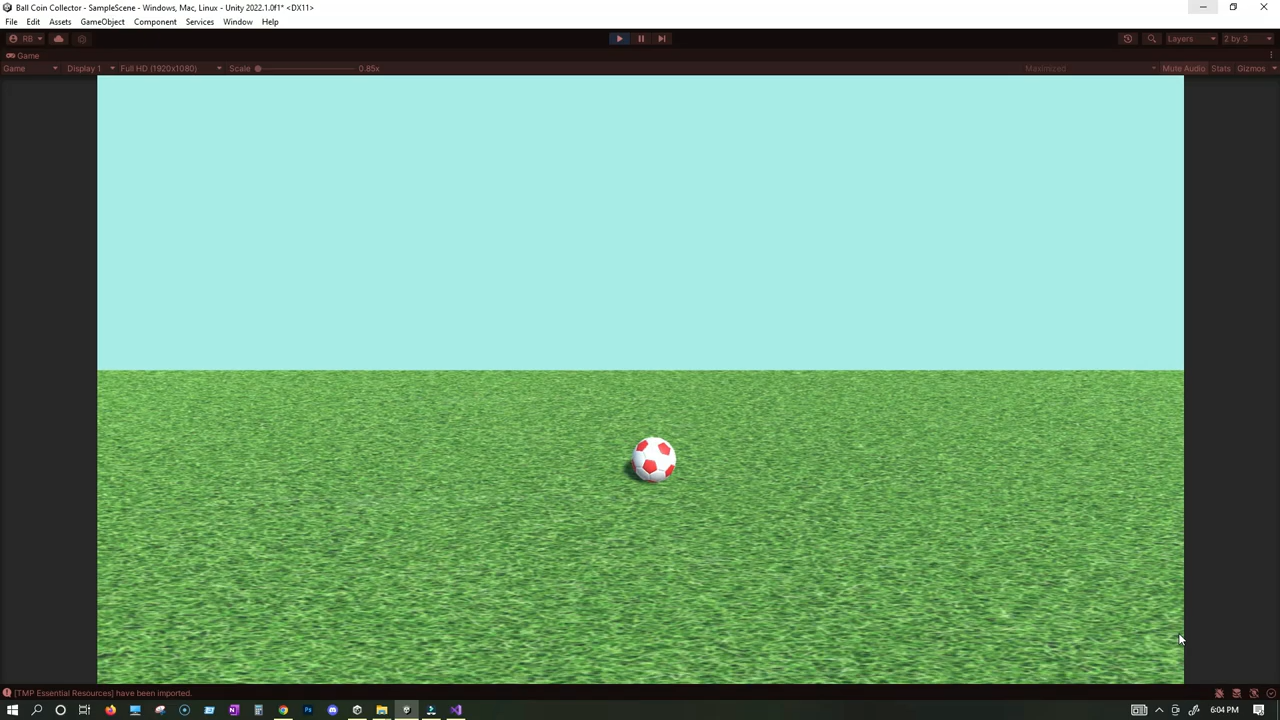 Ball Coin Collector - SampleScene - Windows, Mac, Linux - Unity 2022.1.0f1* <DX11>
File Edit Assets GameObject Component Services Window Help
RB Layers 2 by 3
Game
Game Display 1 Full HD (1920x1080) Scale 0.85x Maximized Mute Audio Stats Gizmos
[TMP Essential Resources] have been imported.
6:04 PM